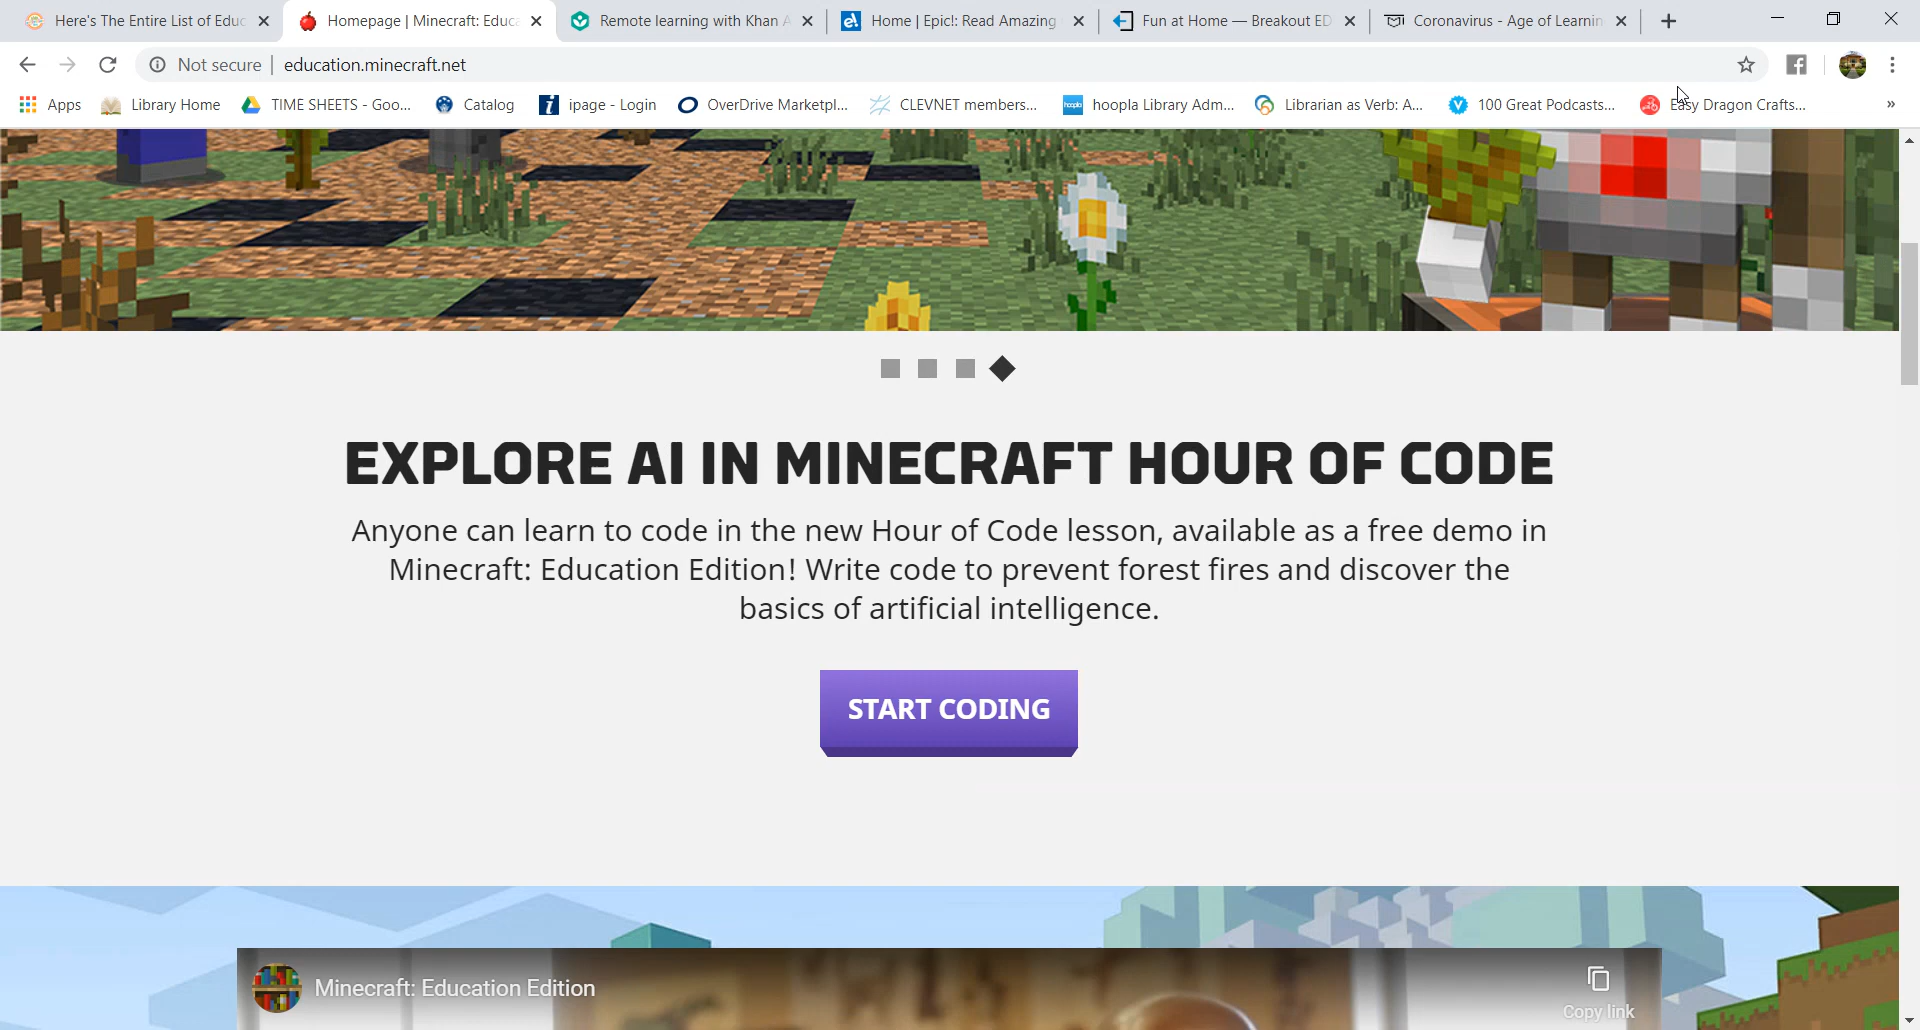 Here's The Entire List of Educ
Homepage | Minecraft: Educa
Remote learning with Khan A
Home | Epic!: Read Amazing
Fun at Home — Breakout ED
Coronavirus - Age of Learnin
Not secure | education.minecraft.net
Apps
Library Home
TIME SHEETS - Goo...
Catalog
ipage - Login
OverDrive Marketpl...
CLEVNET members...
hoopla Library Adm...
Librarian as Verb: A...
100 Great Podcasts...
Easy Dragon Crafts...
EXPLORE AI IN MINECRAFT HOUR OF CODE
Anyone can learn to code in the new Hour of Code lesson, available as a free demo in
Minecraft: Education Edition! Write code to prevent forest fires and discover the
basics of artificial intelligence.
START CODING
Minecraft: Education Edition
Copy link